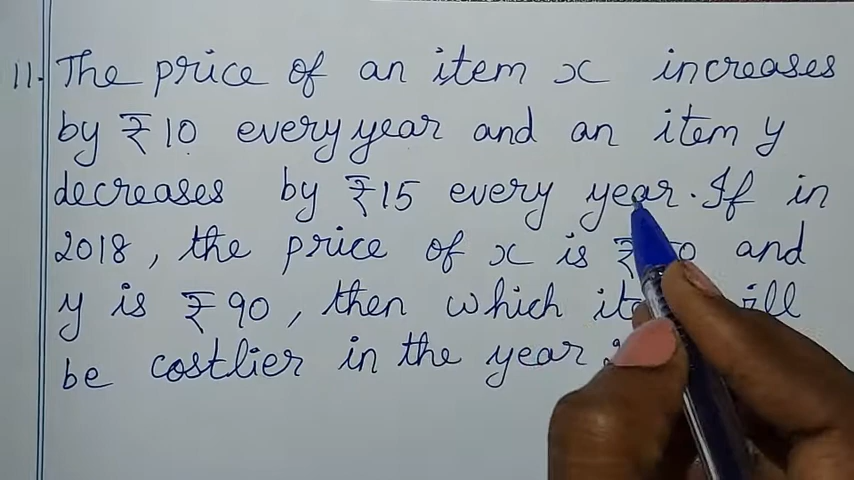 11. The price of an item x increases
by ₹10 every year and an item y
decreases by ₹15 every year. If in
2018, the price of x is ₹ and
y is ₹90, then which
be costlier in the year